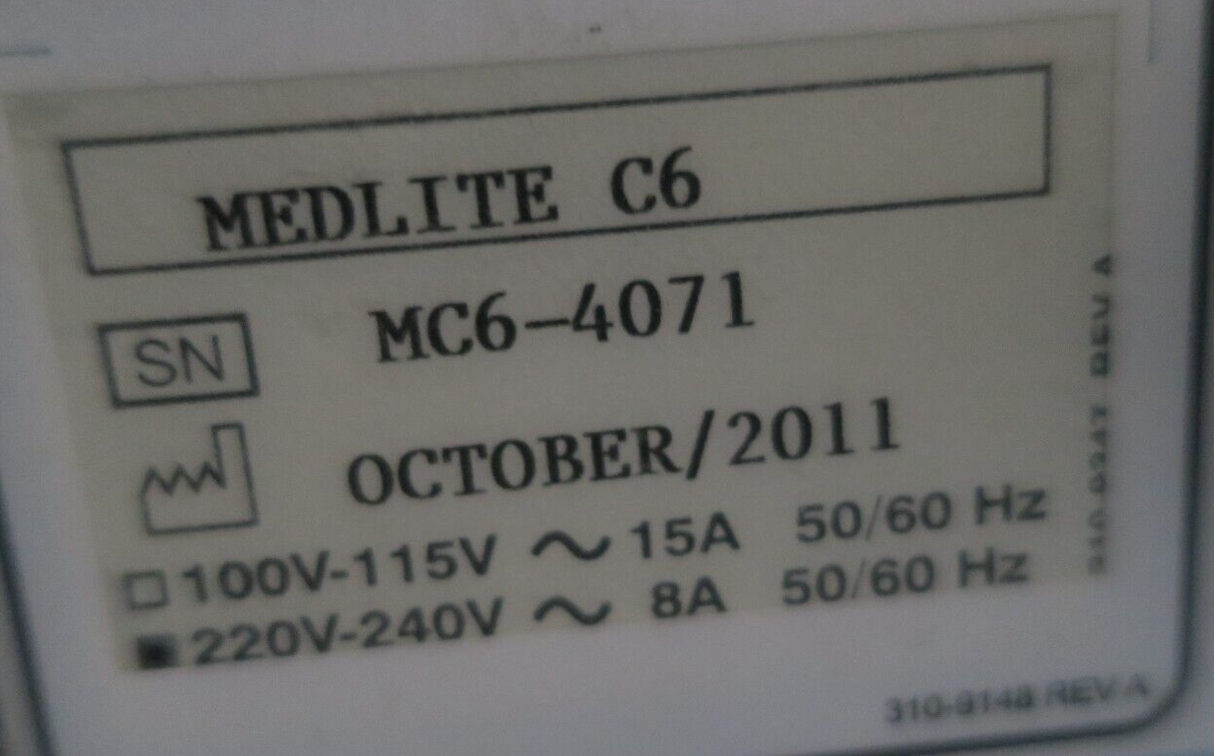 MEDLITE C6
SN MC6-4071
OCTOBER/2011
100V-115V ~ 15A 50/60 Hz
220V-240V ~ 8A 50/60 Hz
REV A
310-9148 REV A